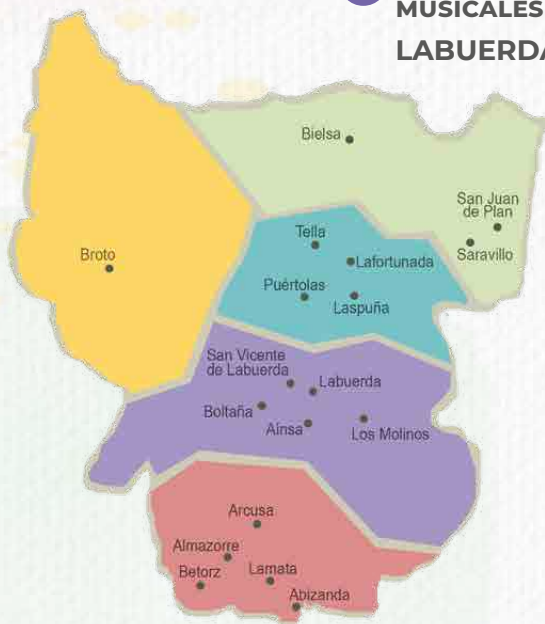 MUSICALES
LABUERDA
Bielsa
San Juan
de Plan
Saravillo
Tella
Lafortunada
Broto
Puértolas
Laspuña
San Vicente
de Labuerda
Labuerda
Boltaña
Aínsa
Los Molinos
Arcusa
Almazorre
Betorz
Lamata
Abizanda